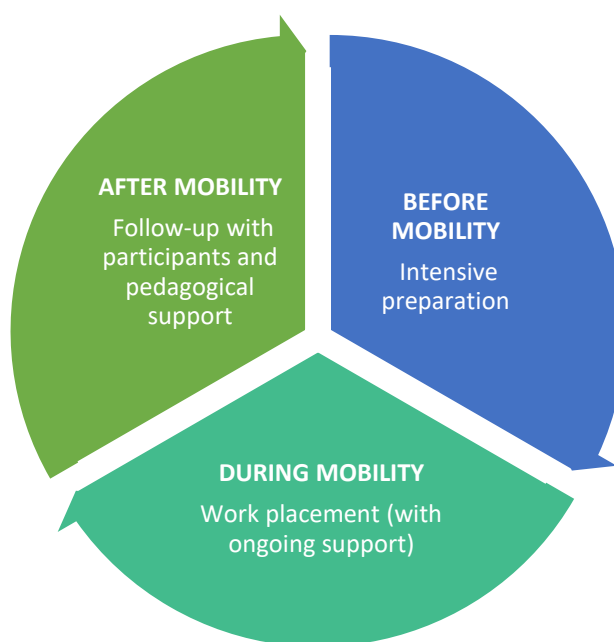 BEFORE
MOBILITY
Intensive
preparation
DURING MOBILITY
Work placement (with
ongoing support)
AFTER MOBILITY
Follow-up with
participants and
pedagogical
support